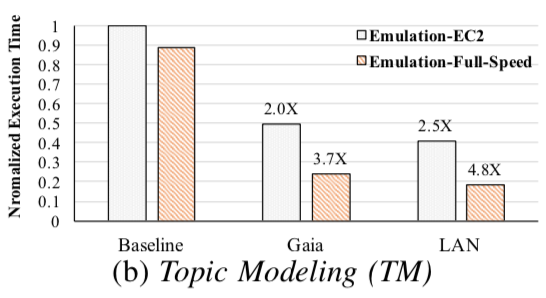 Nromalized Execution Time
1
0.9
0.8
0.7
0.6
0.5
0.4
0.3
0.2
0.1
0
Emulation-EC2
Emulation-Full-Speed
2.0X
3.7X
2.5X
4.8X
Baseline
Gaia
LAN
(b) Topic Modeling (TM)